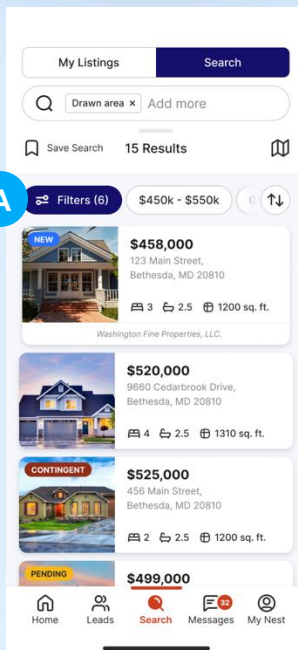 My Listings
Search
Drawn area ×
Add more
Save Search
15 Results
A
Filters (6)
$450k - $550k
NEW
$458,000
123 Main Street,
Bethesda, MD 20810
3 2.5 1200 sq. ft.
Washington Fine Properties, LLC.
$520,000
9660 Cedarbrook Drive,
Bethesda, MD 20810
4 2.5 1310 sq. ft.
CONTINGENT
$525,000
456 Main Street,
Bethesda, MD 20810
2 2.5 1200 sq. ft.
PENDING
$499,000
Home
Leads
Search
32
Messages
My Nest